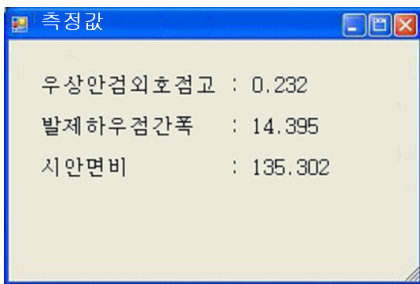 측정값
우상안검외호점고 : 0.232
발제하우점간폭 : 14.395
시안면비 : 135.302